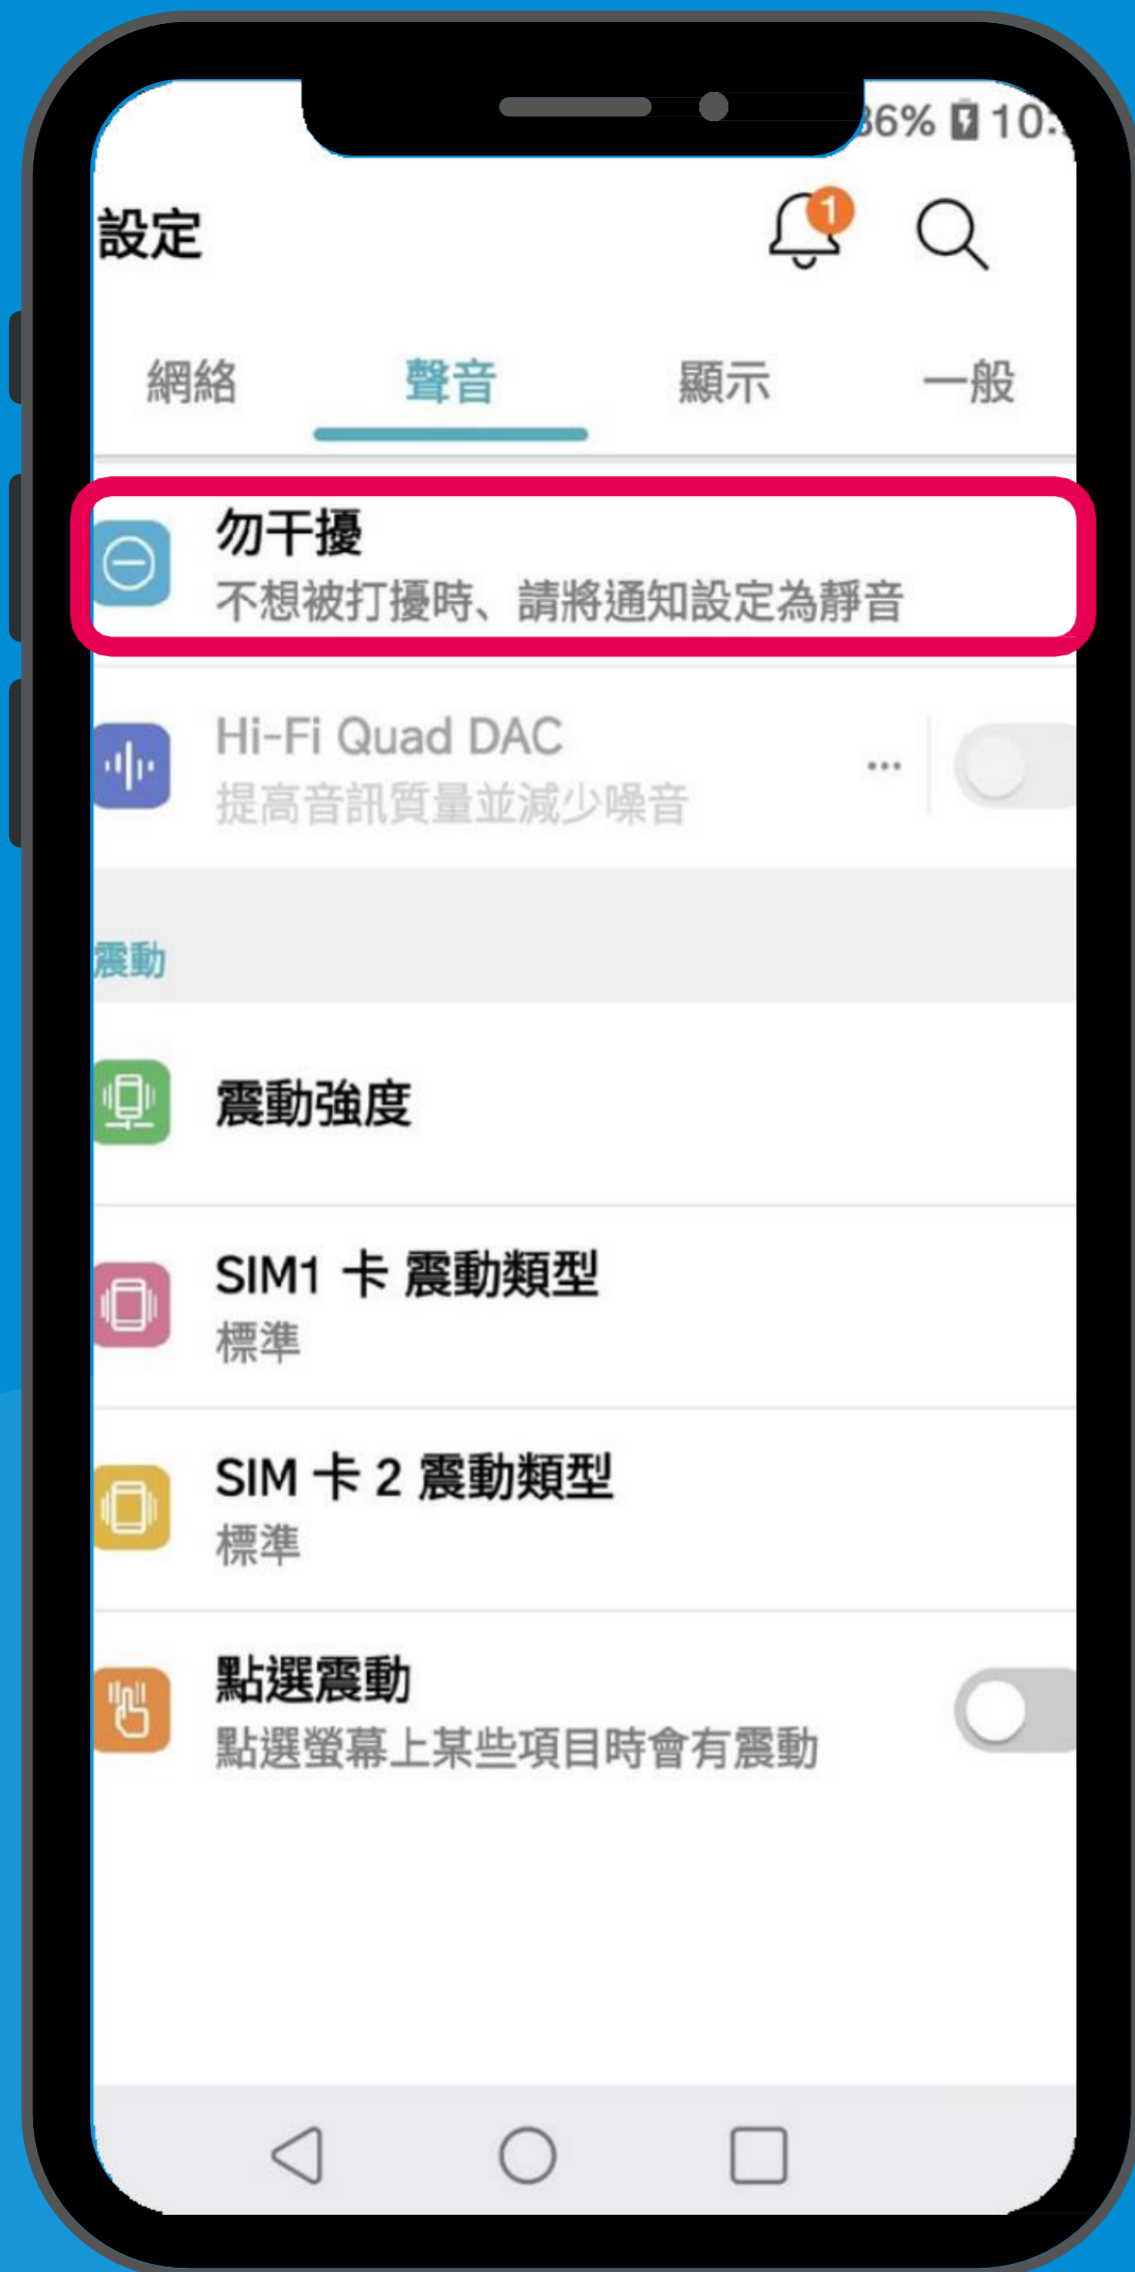 6% 10:
設定
1
網絡 聲音 顯示 一般
勿干擾
不想被打擾時、請將通知設定為靜音
Hi-Fi Quad DAC
提高音訊質量並減少噪音
震動
震動強度
SIM1 卡 震動類型
標準
SIM 卡 2 震動類型
標準
點選震動
點選螢幕上某些項目時會有震動